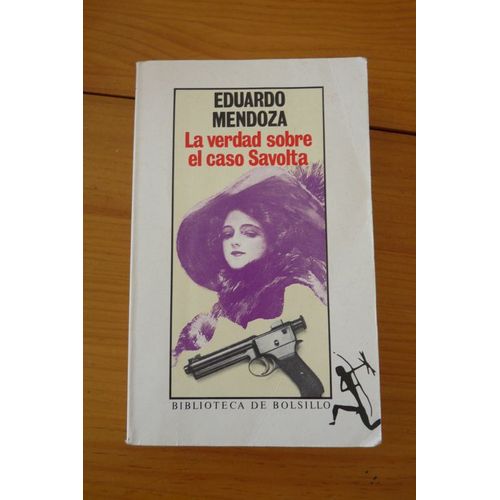 EDUARDO
MENDOZA
La verdad sobre
el caso Savolta
BIBLIOTECA DE BOLSILLO